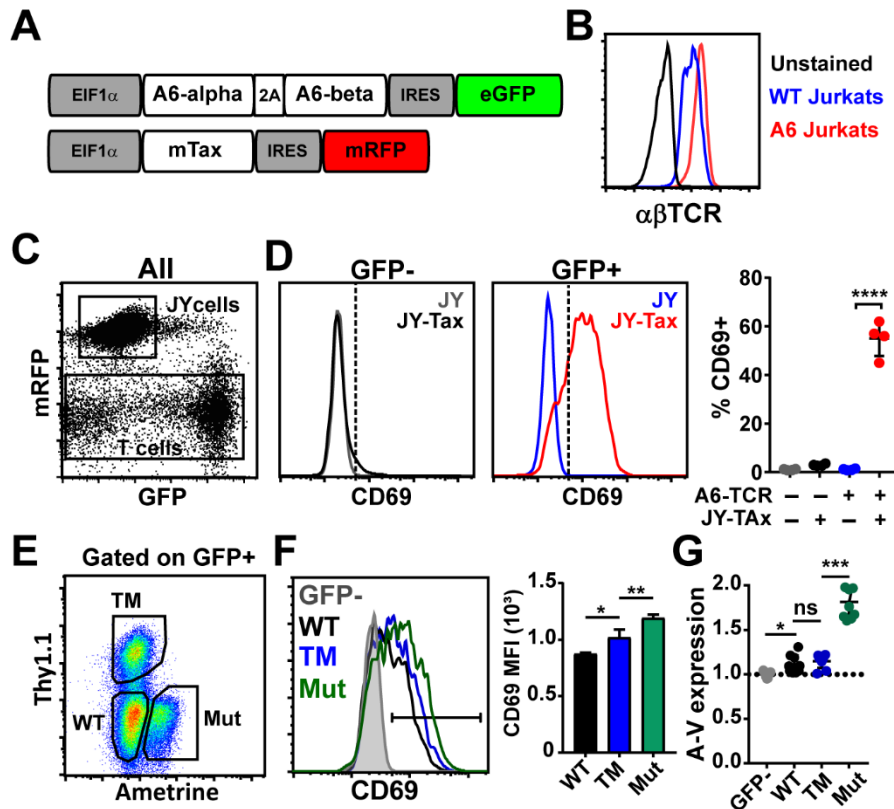 A
EIF1α A6-alpha 2A A6-beta IRES eGFP
EIF1α mTax IRES mRFP
B
Unstained
WT Jurkats
A6 Jurkats
αβTCR
C
All
JYcells
T cells
mRFP
GFP
D
GFP-
JY
JY-Tax
CD69
GFP+
JY
JY-Tax
CD69
% CD69+
80
60
40
20
0
****
A6-TCR – – + +
JY-TAx – + – +
E
Gated on GFP+
TM
WT
Mut
Thy1.1
Ametrine
F
GFP-
WT
TM
Mut
CD69
CD69 MFI (10³)
1.5
1.0
0.5
0
*
**
WT TM Mut
G
A-V expression
2.0
1.5
1.0
0.5
0
*
ns
***
GFP- WT TM Mut